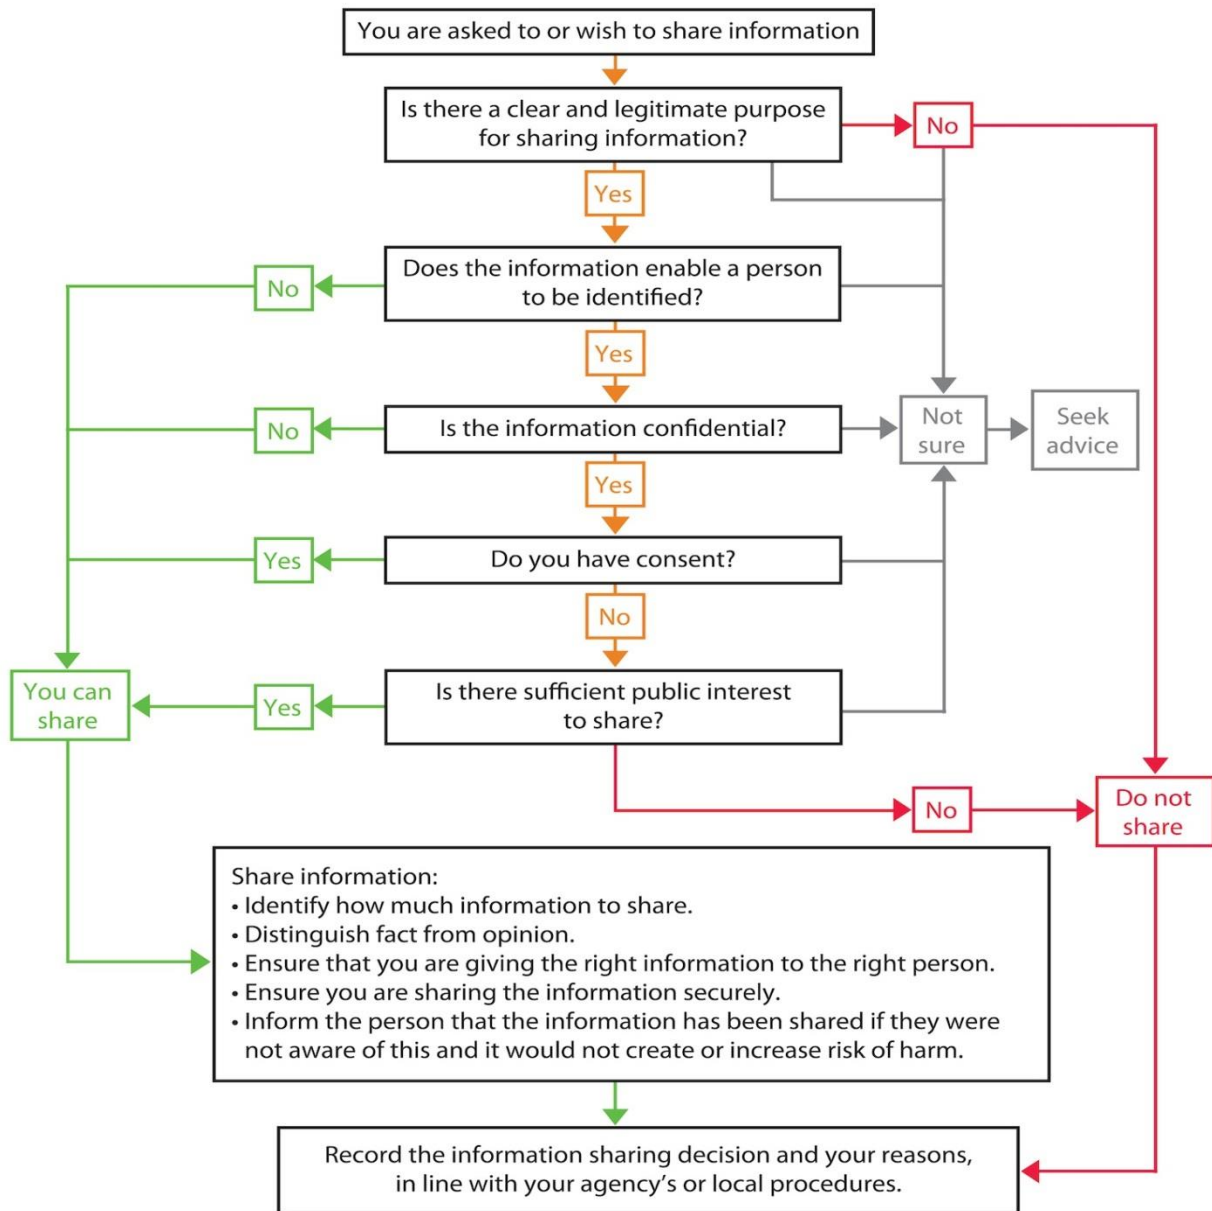 You are asked to or wish to share information
Is there a clear and legitimate purpose
for sharing information?
No
Yes
Does the information enable a person
to be identified?
No
Yes
Is the information confidential?
No
Not
sure
Seek
advice
Yes
Do you have consent?
Yes
No
Is there sufficient public interest
to share?
You can
share
Yes
No
Do not
share
Share information:
• Identify how much information to share.
• Distinguish fact from opinion.
• Ensure that you are giving the right information to the right person.
• Ensure you are sharing the information securely.
• Inform the person that the information has been shared if they were
not aware of this and it would not create or increase risk of harm.
Record the information sharing decision and your reasons,
in line with your agency’s or local procedures.